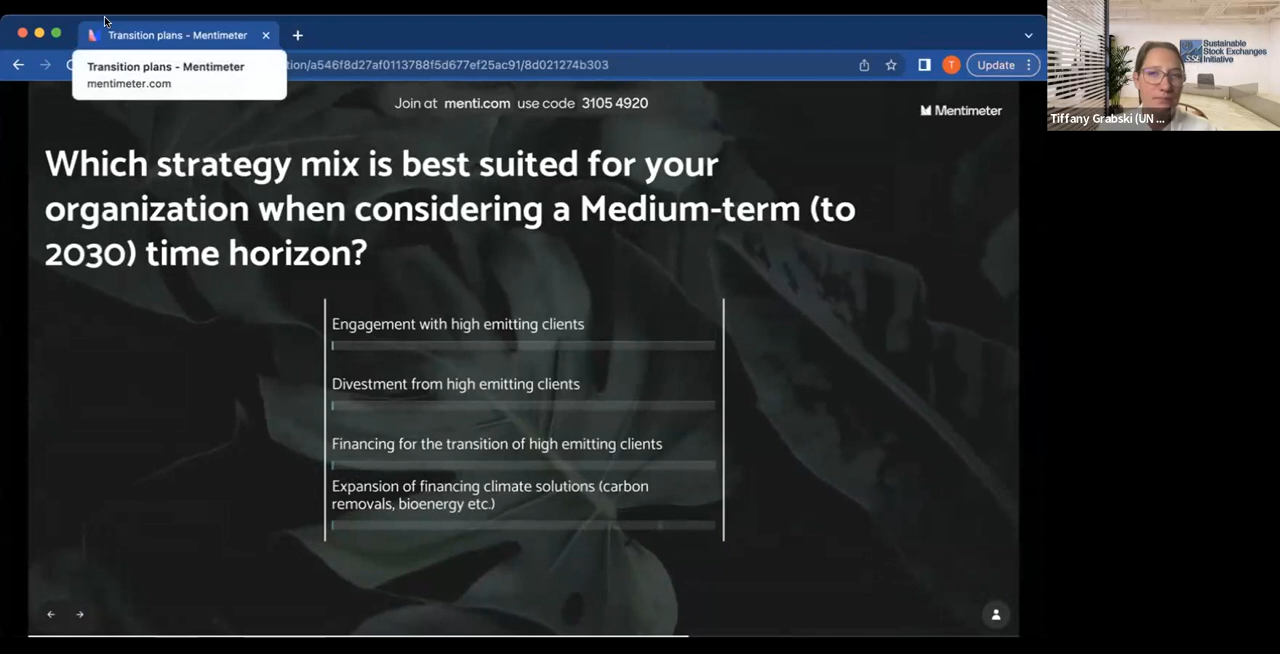 Transition plans - Mentimeter
Transition plans - Mentimeter
mentimeter.com
tion/a546f8d27af0113788f5d677ef25ac91/8d021274b303
T
Update
Join at menti.com use code 3105 4920
Mentimeter
Which strategy mix is best suited for your
organization when considering a Medium-term (to
2030) time horizon?
Engagement with high emitting clients
Divestment from high emitting clients
Financing for the transition of high emitting clients
Expansion of financing climate solutions (carbon
removals, bioenergy etc.)
SSE
Sustainable
Stock Exchanges
Initiative
Tiffany Grabski (UN ...